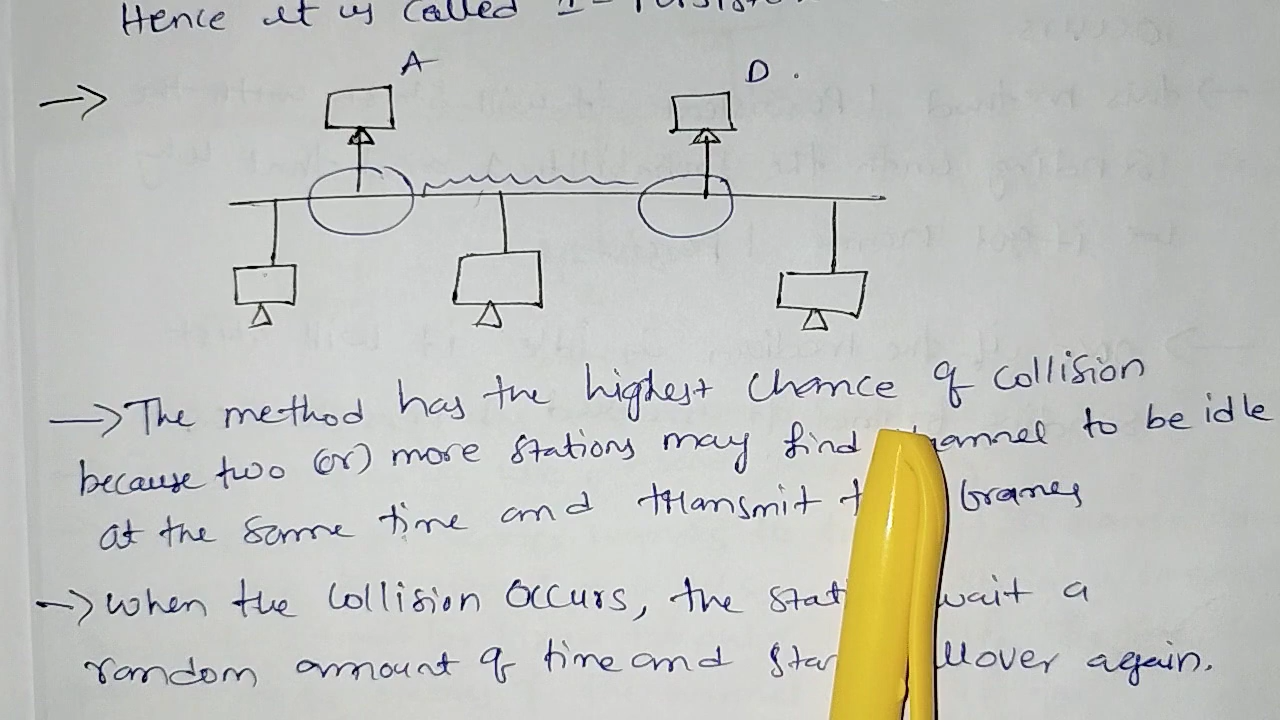 Hence it is called 1-
A
D.
→
→ The method has the highest chance of collision
because two (or) more stations may find channel to be idle
at the same time and transmit frames
→ when the collision occurs, the wait a
random amount of time and again.